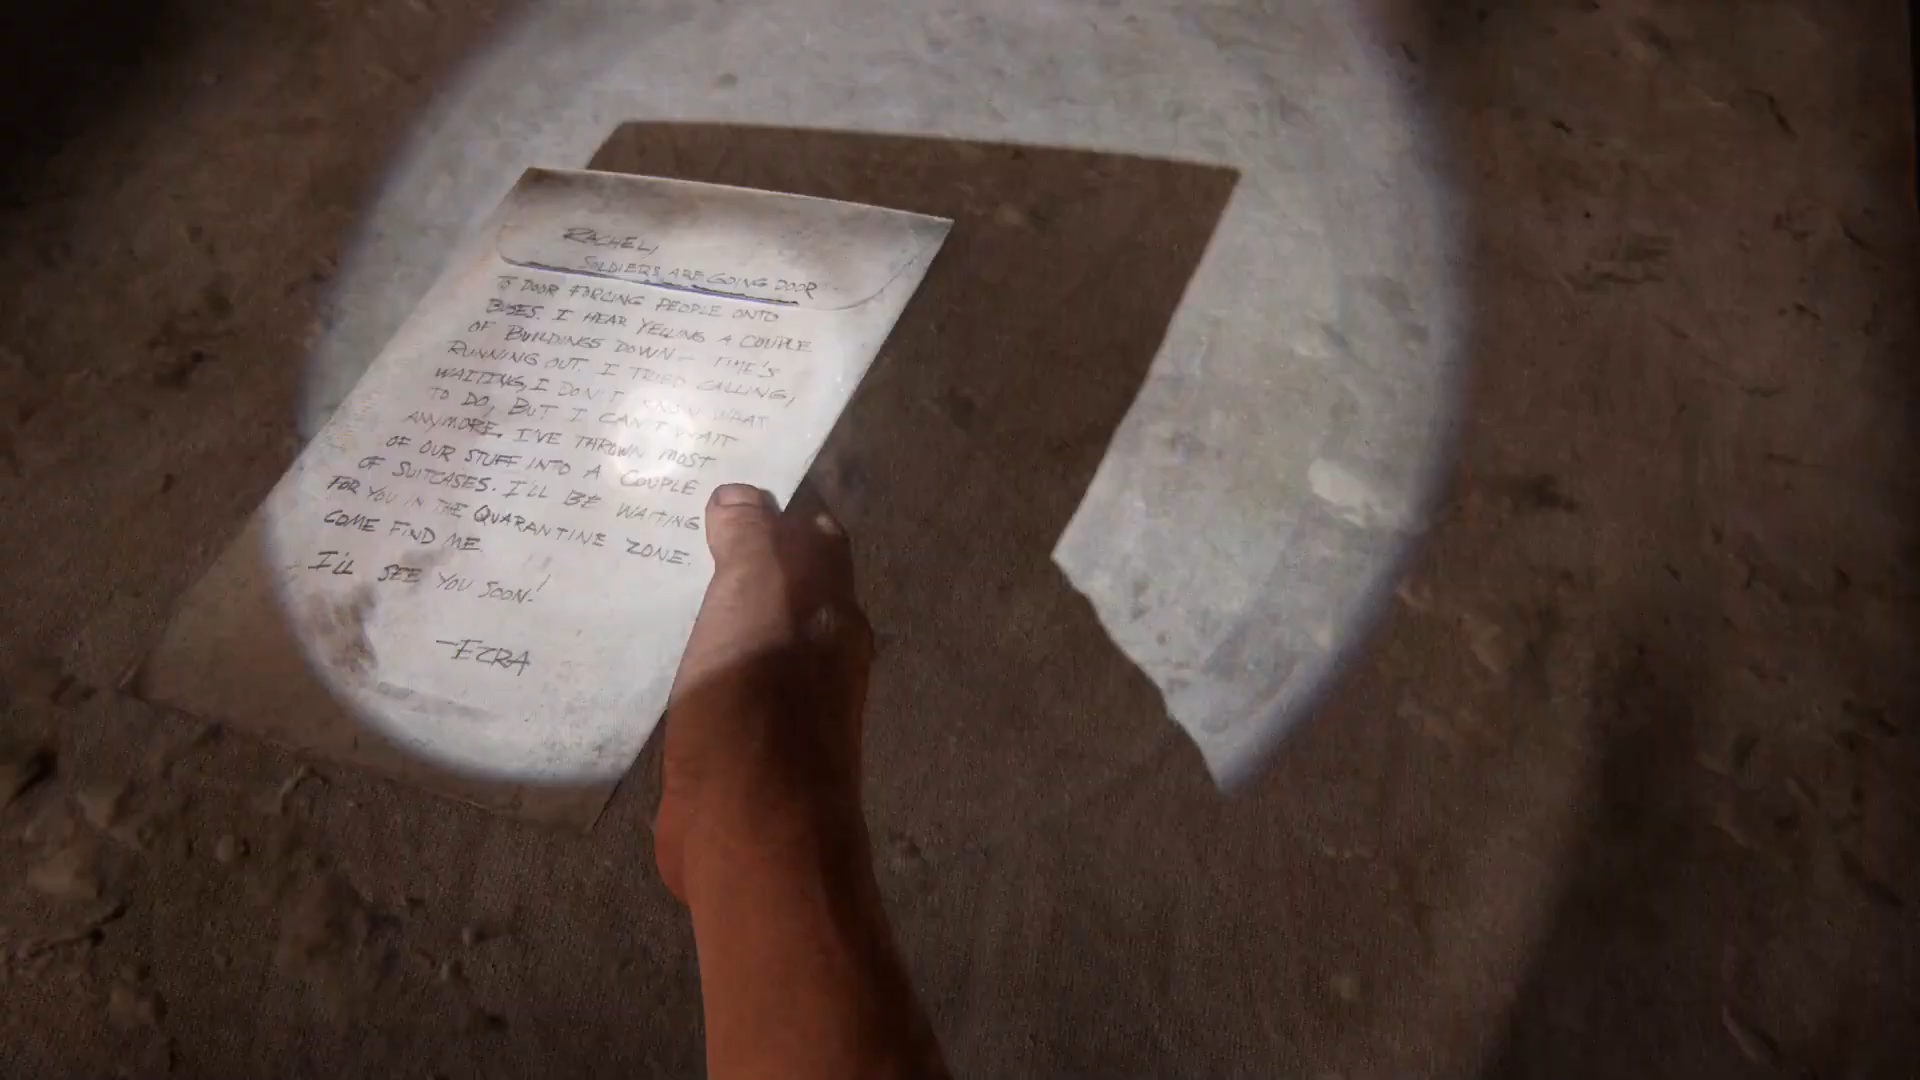 RACHEL,
SOLDIERS ARE GOING DOOR
TO DOOR FORCING PEOPLE ONTO
BUSES. I HEAR YELLING A COUPLE
OF BUILDINGS DOWN- TIME'S
RUNNING OUT. I TRIED CALLING,
WAITING, I DON'T KNOW WHAT
TO DO, BUT I CAN'T WAIT
ANYMORE. I'VE THROWN MOST
OF OUR STUFF INTO A COUPLE
OF SUITCASES. I'LL BE WAITING
FOR YOU IN THE QUARANTINE ZONE.
COME FIND ME.
I'LL SEE YOU SOON!
-EZRA